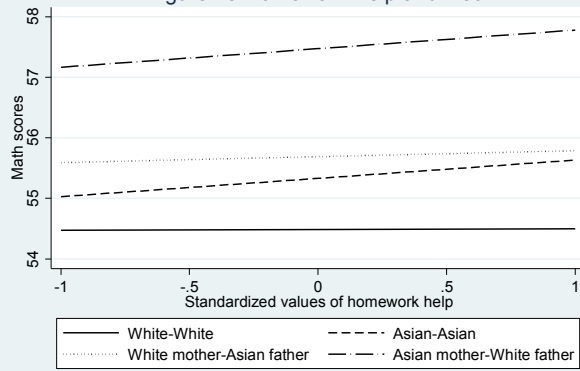 58
57
56
55
54
Math scores
-1 -.5 0 .5 1
Standardized values of homework help
White-White Asian-Asian
White mother-Asian father Asian mother-White father